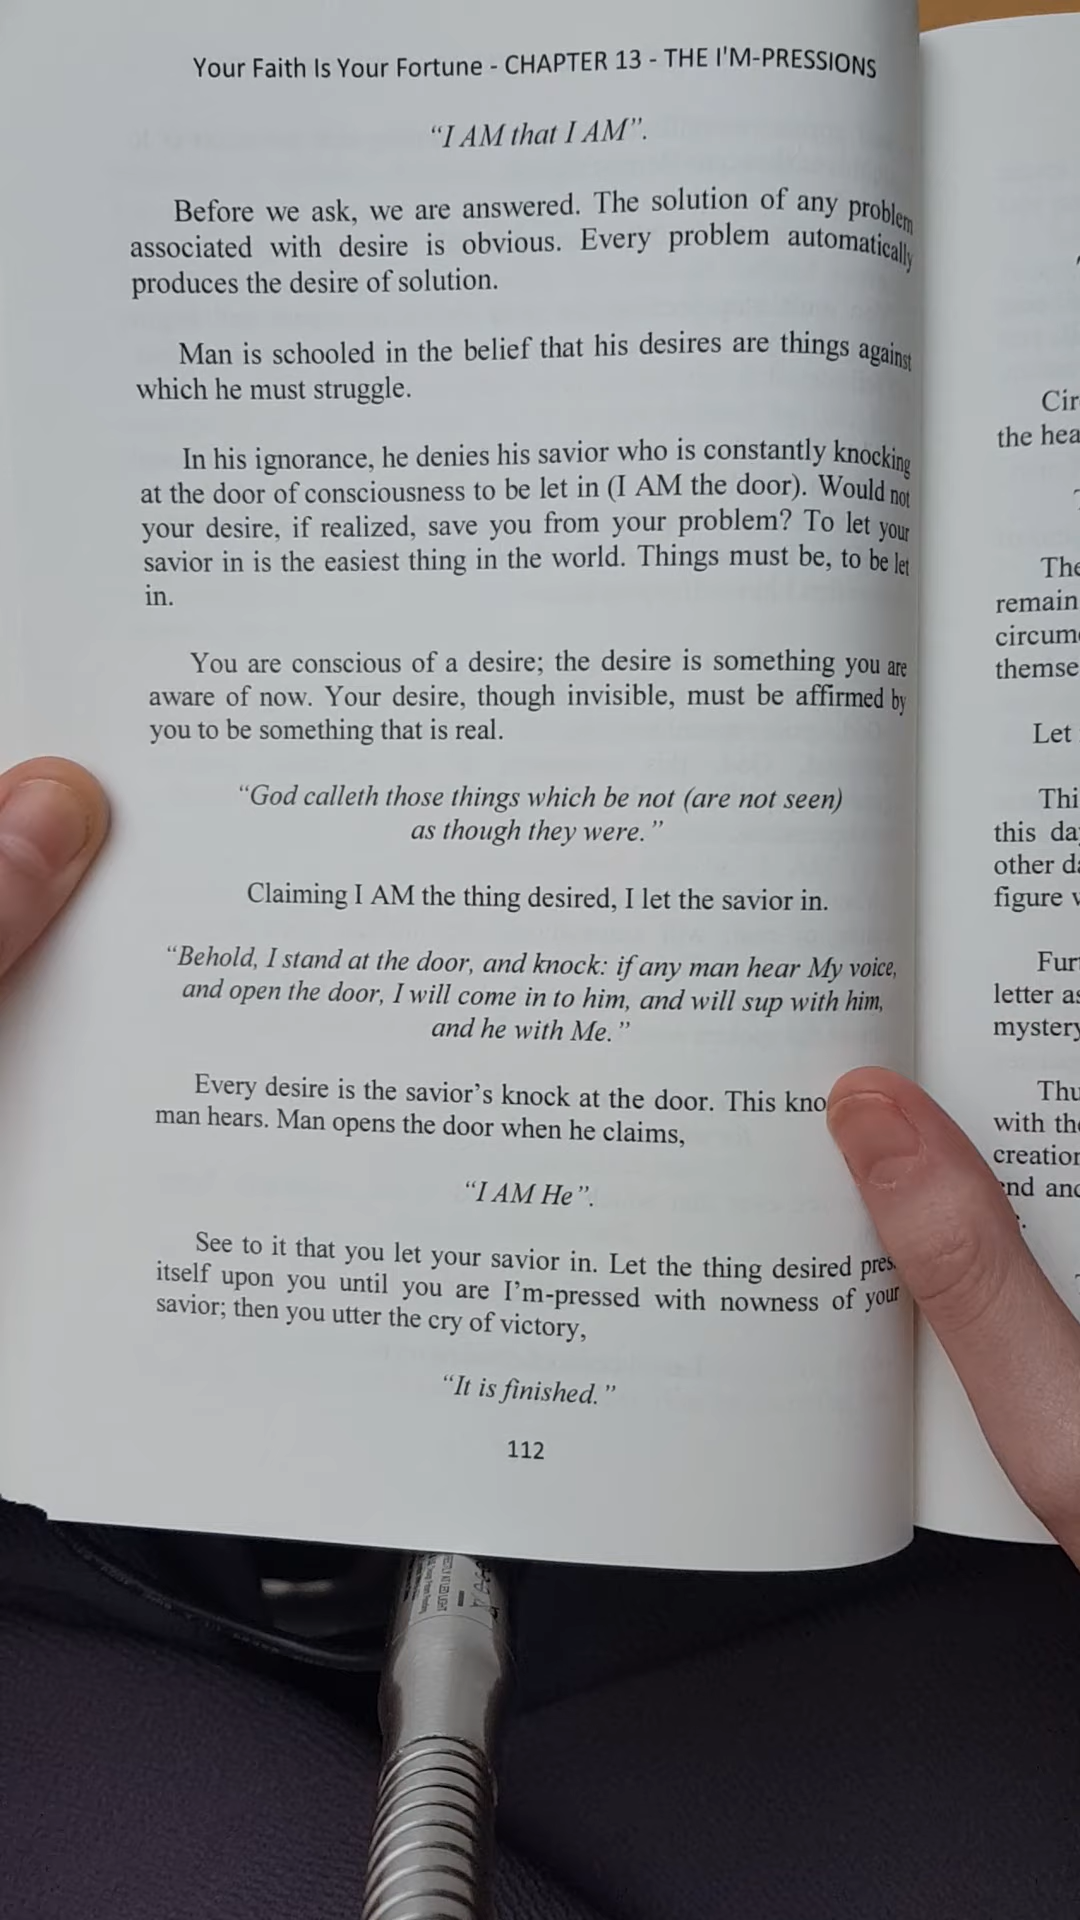 Your Faith Is Your Fortune - CHAPTER 13 - THE I'M-PRESSIONS
“I AM that I AM”.
Before we ask, we are answered. The solution of any problem
associated with desire is obvious. Every problem automatically
produces the desire of solution.
Man is schooled in the belief that his desires are things against
which he must struggle.
In his ignorance, he denies his savior who is constantly knocking
at the door of consciousness to be let in (I AM the door). Would not
your desire, if realized, save you from your problem? To let your
savior in is the easiest thing in the world. Things must be, to be let
in.
You are conscious of a desire; the desire is something you are
aware of now. Your desire, though invisible, must be affirmed by
you to be something that is real.
“God calleth those things which be not (are not seen)
as though they were.”
Claiming I AM the thing desired, I let the savior in.
“Behold, I stand at the door, and knock: if any man hear My voice,
and open the door, I will come in to him, and will sup with him,
and he with Me.”
Every desire is the savior’s knock at the door. This kno
man hears. Man opens the door when he claims,
“I AM He”.
See to it that you let your savior in. Let the thing desired pres
itself upon you until you are I’m-pressed with nowness of your
savior; then you utter the cry of victory,
“It is finished.”
112
Cir
the hea
The
remain
circum
themse
Let
Thi
this da
other da
figure
Fur
letter as
mystery
Thu
with the
creation
end and